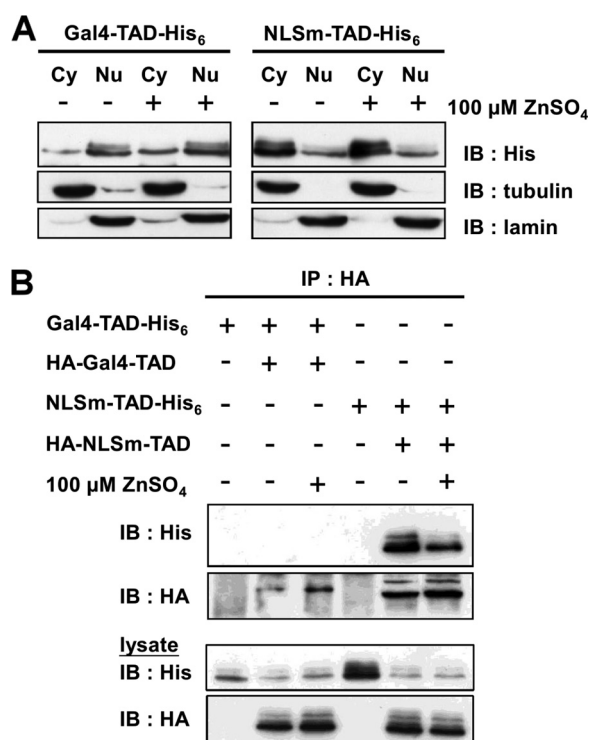 A
Gal4-TAD-His6 NLSm-TAD-His6
Cy Nu Cy Nu Cy Nu Cy Nu
- - + + - - + + 100 µM ZnSO4
IB : His
IB : tubulin
IB : lamin
B
IP : HA
Gal4-TAD-His6 + + + - - -
HA-Gal4-TAD - + + - - -
NLSm-TAD-His6 - - - + + +
HA-NLSm-TAD - - - - + +
100 µM ZnSO4 - - + - - +
IB : His
IB : HA
lysate
IB : His
IB : HA